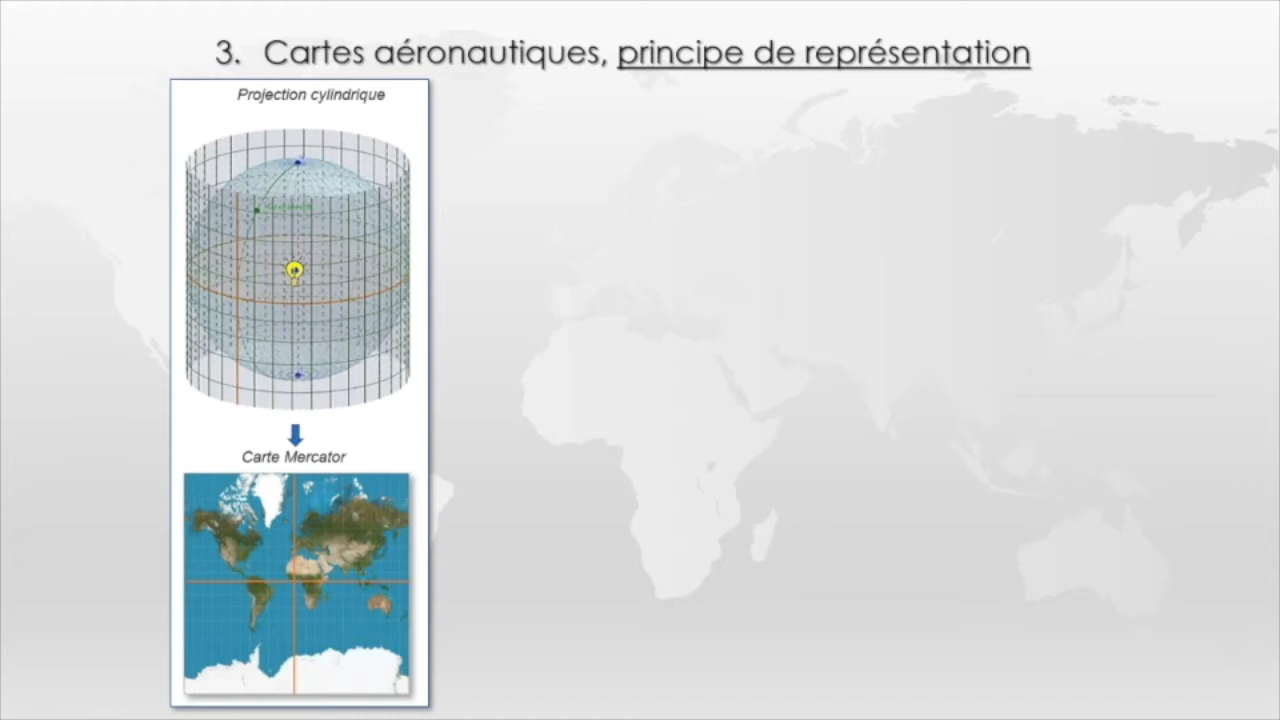 3. Cartes aéronautiques, principe de représentation
Projection cylindrique
Carte Mercator